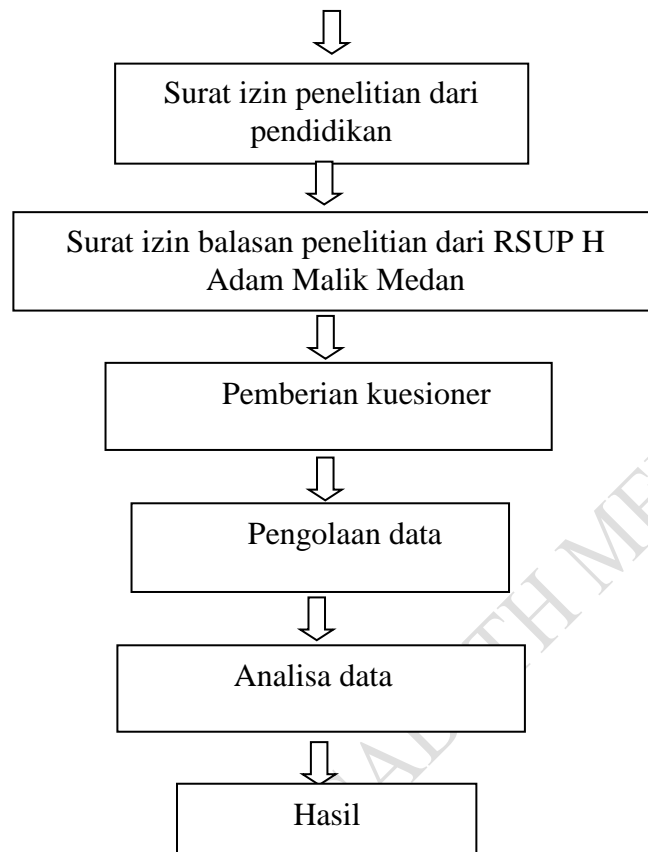 Surat izin penelitian dari
pendidikan
Surat izin balasan penelitian dari RSUP H
Adam Malik Medan
Pemberian kuesioner
Pengolaan data
Analisa data
Hasil